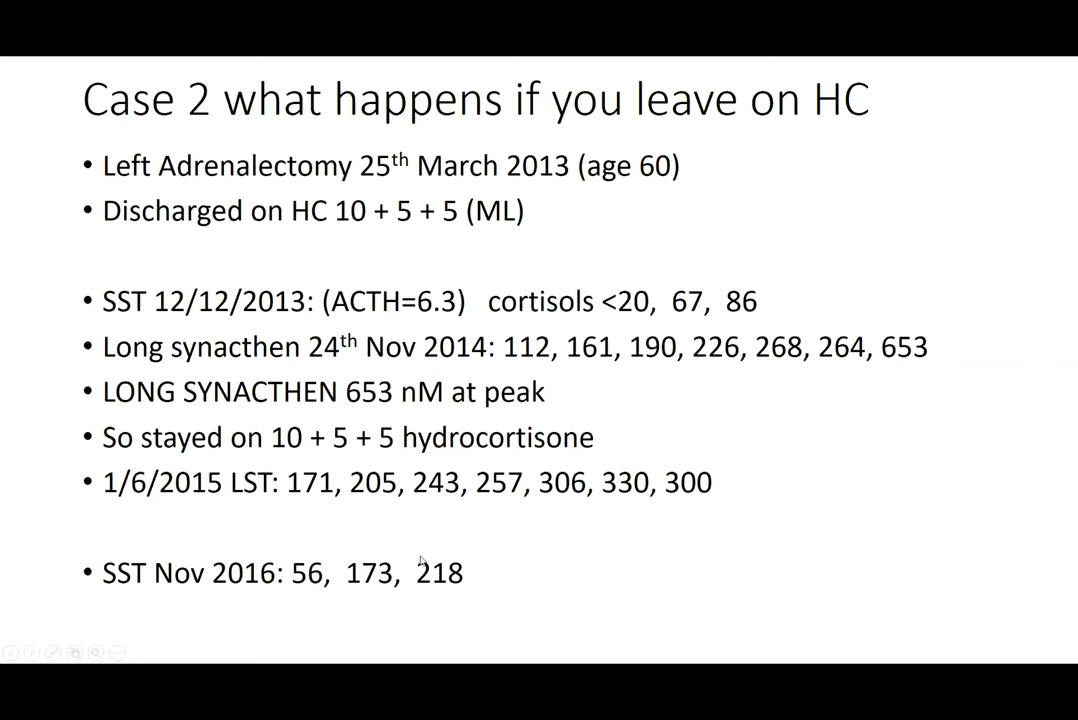 Case 2 what happens if you leave on HC
• Left Adrenalectomy 25th March 2013 (age 60)
• Discharged on HC 10 + 5 + 5 (ML)
• SST 12/12/2013: (ACTH=6.3) cortisols <20, 67, 86
• Long synacthen 24th Nov 2014: 112, 161, 190, 226, 268, 264, 653
• LONG SYNACTHEN 653 nM at peak
• So stayed on 10 + 5 + 5 hydrocortisone
• 1/6/2015 LST: 171, 205, 243, 257, 306, 330, 300
• SST Nov 2016: 56, 173, 218